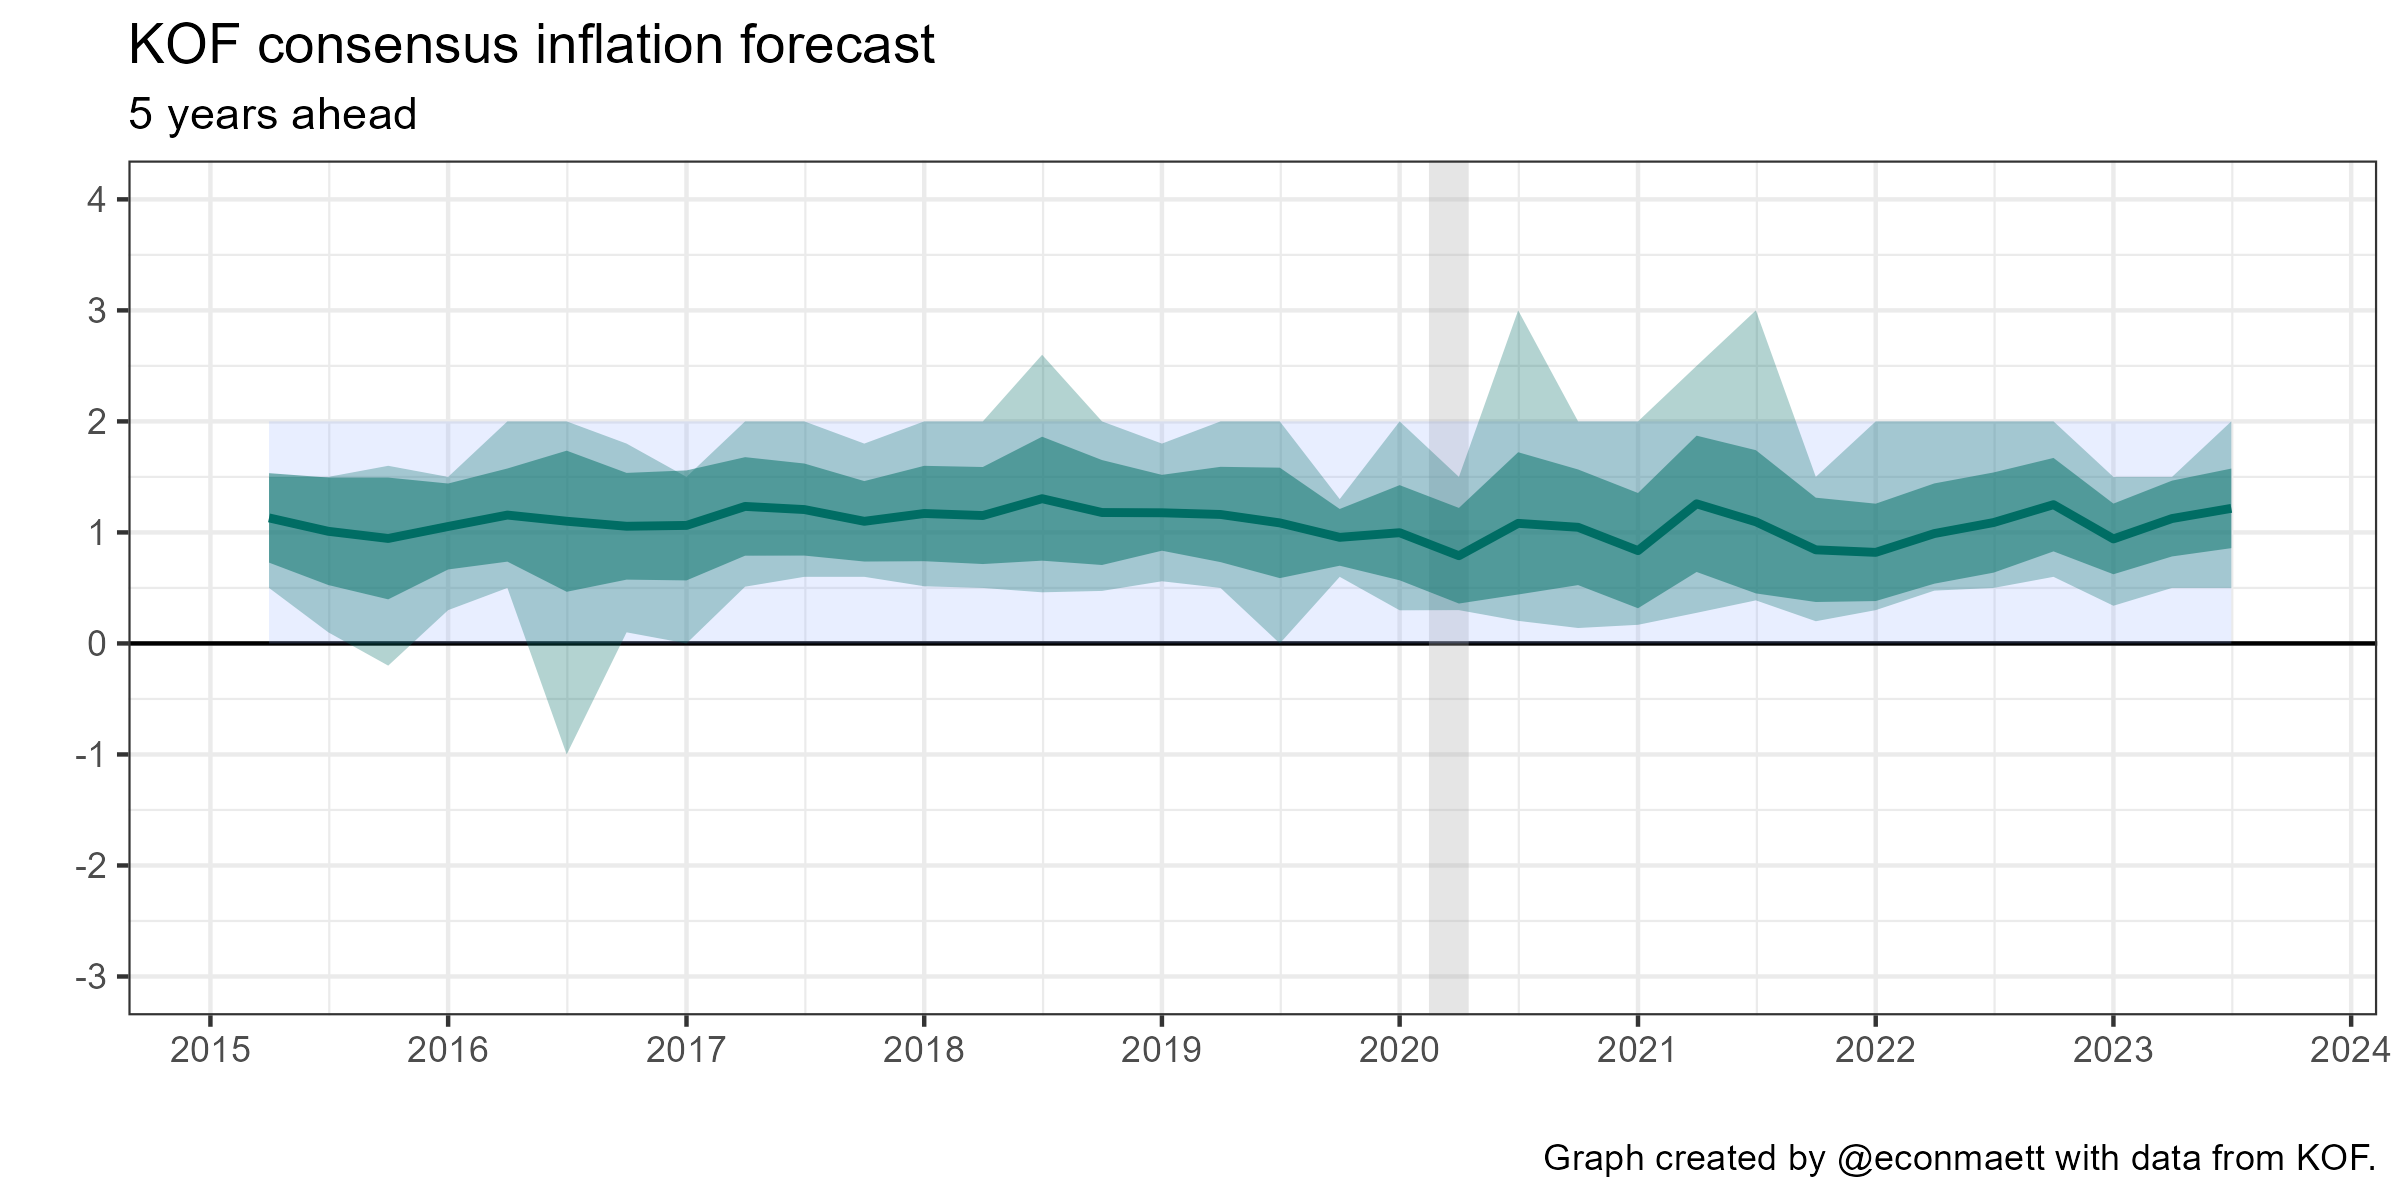 KOF consensus inflation forecast
5 years ahead
4
3
2
1
0
-1
-2
-3
2015 2016 2017 2018 2019 2020 2021 2022 2023 2024
Graph created by @econmaett with data from KOF.